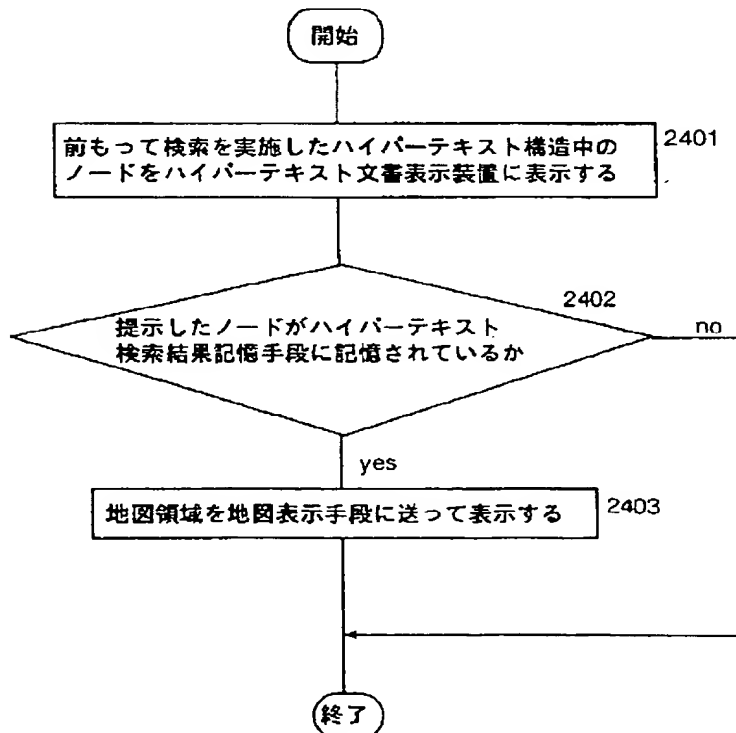 開始
前もって検索を実施したハイパーテキスト構造中の
ノードをハイパーテキスト文書表示装置に表示する
2401
2402
提示したノードがハイパーテキスト
検索結果記憶手段に記憶されているか
no
yes
地図領域を地図表示手段に送って表示する
2403
終了